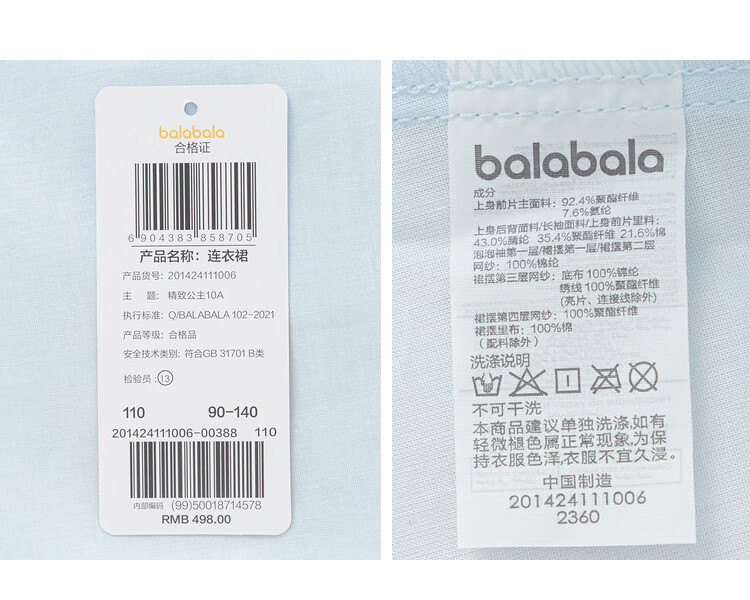 balabala
合格证
6904383858705
产品名称：连衣裙
产品货号：201424111006
主　题：精致公主10A
执行标准：Q/BALABALA 102-2021
产品等级：合格品
安全技术类别：符合GB 31701 B类
检验员：13
110 90-140
201424111006-00388 110
内部编码 (99)50018714578
RMB 498.00
balabala
成分
上身前片主面料：92.4%聚酯纤维
7.6%氨纶
上身后背面料/长袖面料/上身前片里料：
43.0%腈纶 35.4%聚酯纤维 21.6%棉
泡泡袖第一层/裙摆第一层/裙摆第二层
网纱：100%棉纶
裙摆第三层网纱：底布100%锦纶
绣线100%聚酯纤维
(亮片、连接线除外)
裙摆第四层网纱：100%聚酯纤维
裙摆里布：100%棉
(配料除外)
洗涤说明
不可干洗
本商品建议单独洗涤,如有
轻微褪色属正常现象,为保
持衣服色泽,衣服不宜久浸。
中国制造
201424111006
2360